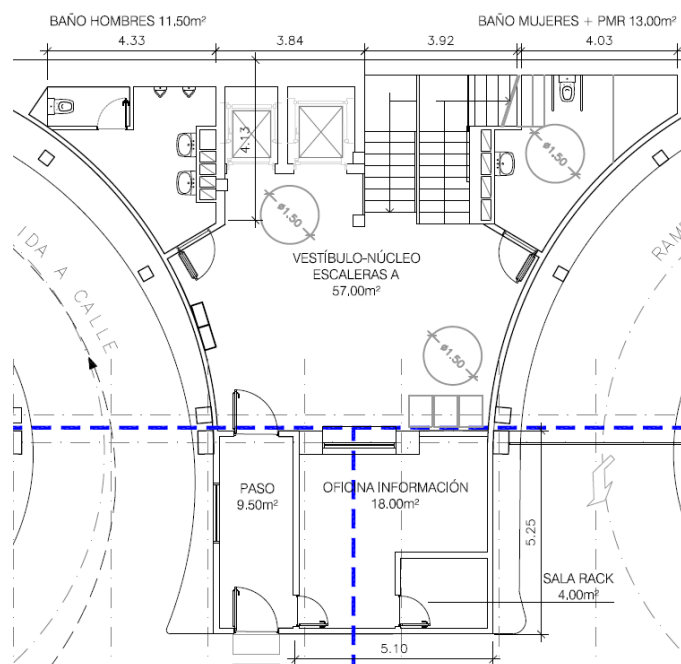 BAÑO HOMBRES 11.50m²
BAÑO MUJERES + PMR 13.00m²
4.33
3.84
3.92
4.03
4.13
ø1.50
ø1.50
IDA A CALLE
VESTÍBULO-NÚCLEO
ESCALERAS A
57.00m²
RAM
ø1.50
PASO
9.50m²
OFICINA INFORMACIÓN
18.00m²
5.25
SALA RACK
4.00m²
5.10